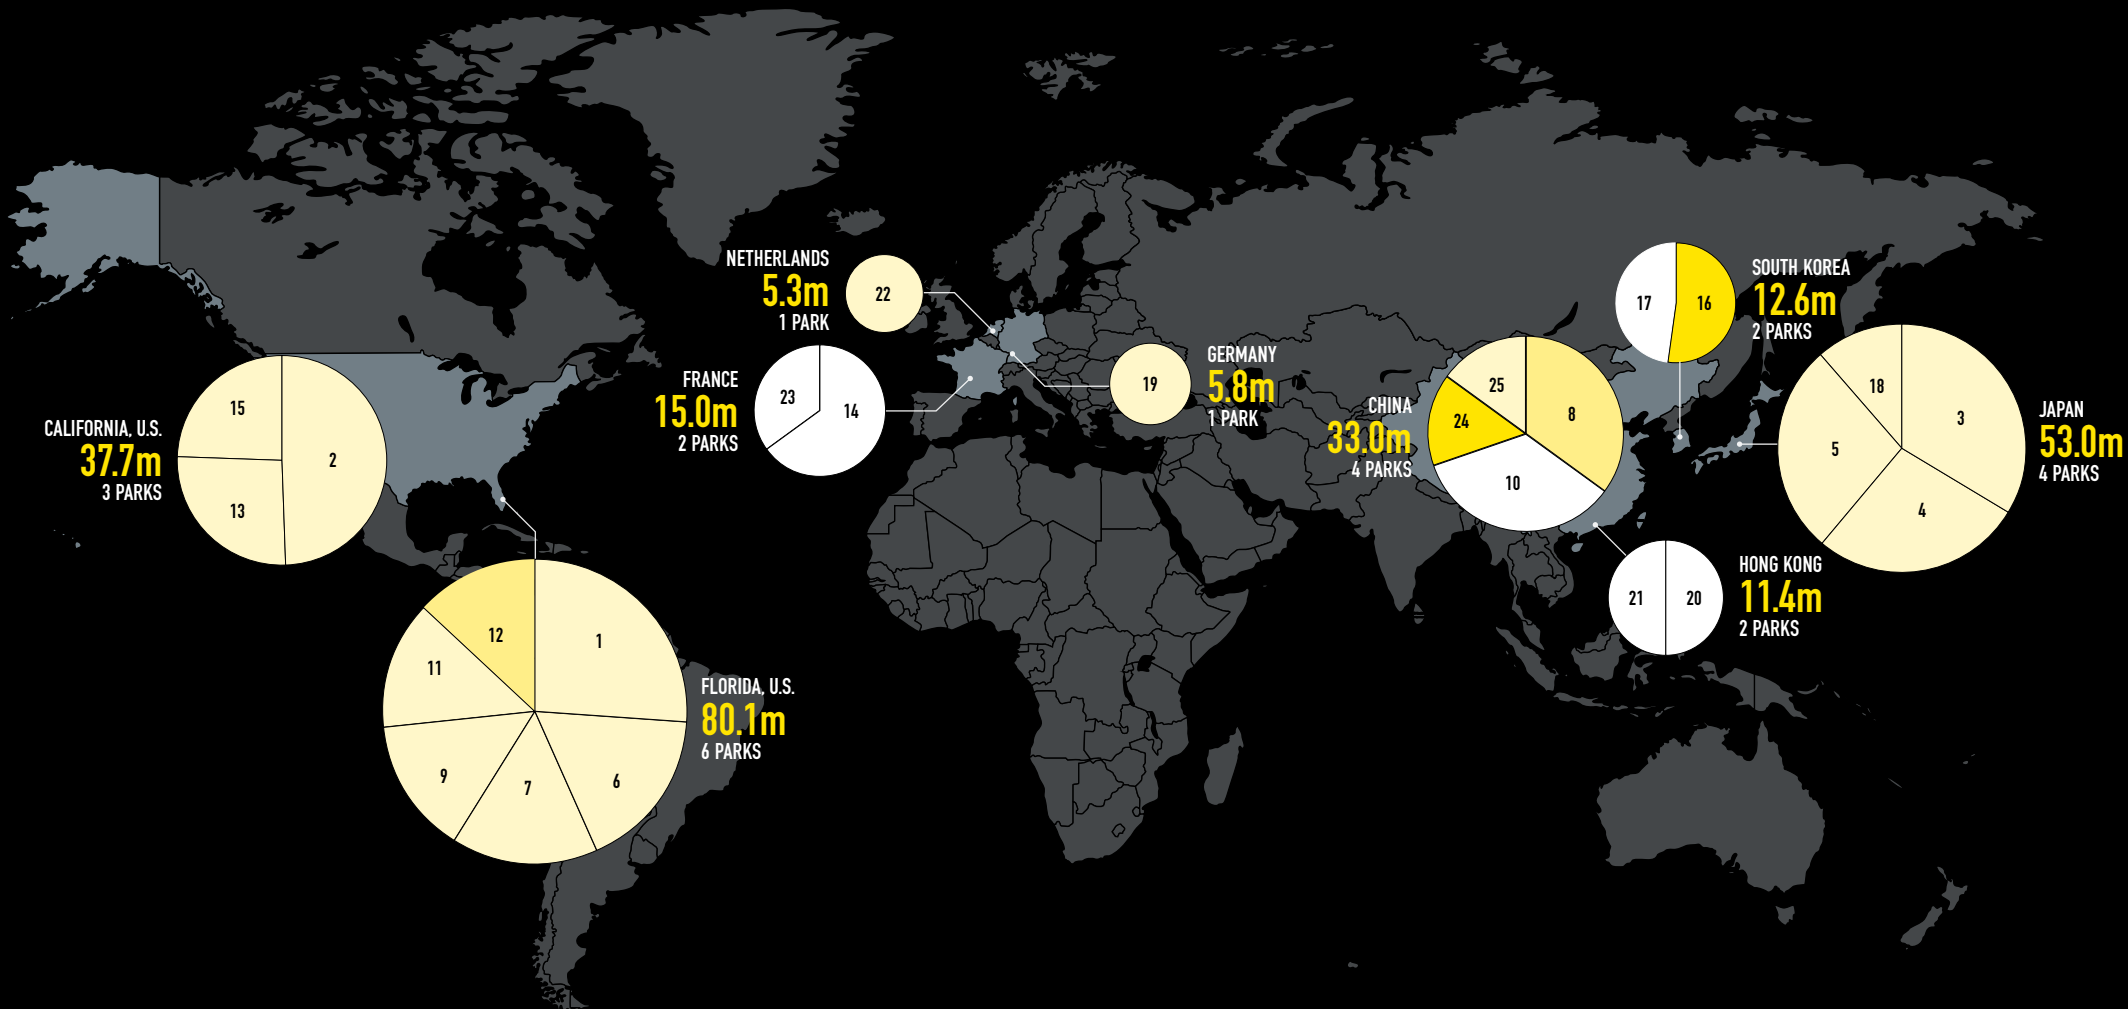 NETHERLANDS
5.3m
1 PARK
22
SOUTH KOREA
12.6m
2 PARKS
17
16
FRANCE
15.0m
2 PARKS
23
14
GERMANY
5.8m
1 PARK
19
CALIFORNIA, U.S.
37.7m
3 PARKS
15
2
13
CHINA
33.0m
4 PARKS
25
8
24
10
JAPAN
53.0m
4 PARKS
18
3
5
4
HONG KONG
11.4m
2 PARKS
21
20
FLORIDA, U.S.
80.1m
6 PARKS
12
1
11
9
7
6